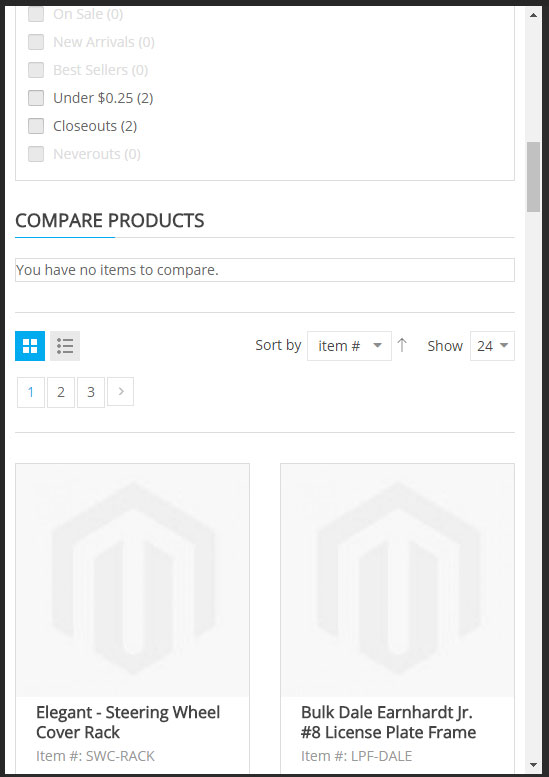 On Sale (0)
New Arrivals (0)
Best Sellers (0)
Under $0.25 (2)
Closeouts (2)
Neverouts (0)
COMPARE PRODUCTS
You have no items to compare.
Sort by item # Show 24
1 2 3
Elegant - Steering Wheel
Cover Rack
Item #: SWC-RACK
Bulk Dale Earnhardt Jr.
#8 License Plate Frame
Item #: LPF-DALE